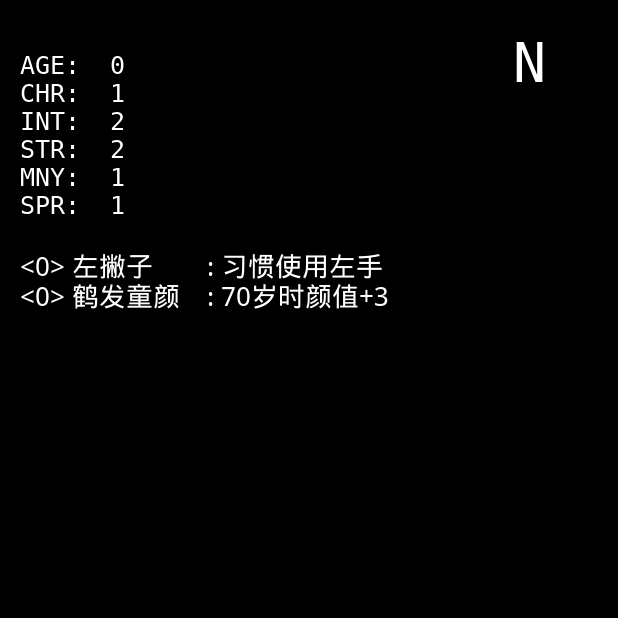 N
AGE: 0
CHR: 1
INT: 2
STR: 2
MNY: 1
SPR: 1
<0> 左撇子 : 习惯使用左手
<0> 鹤发童颜 : 70岁时颜值+3